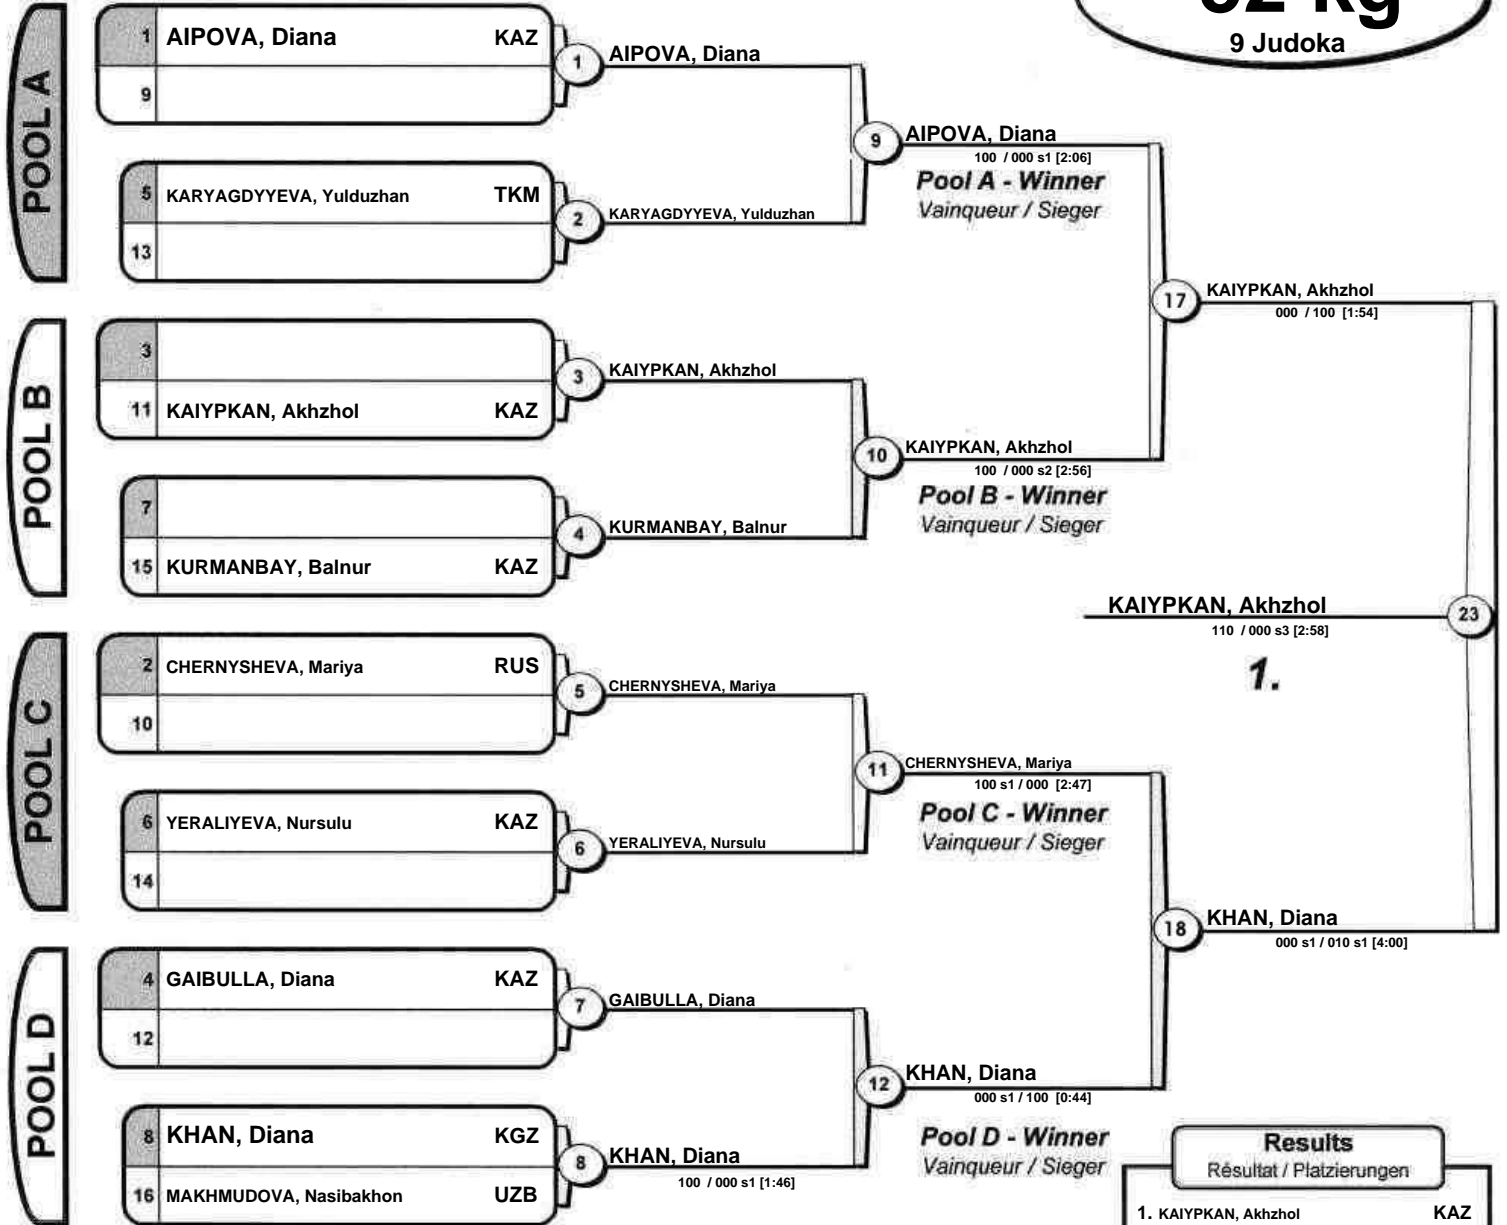 9 Judoka
POOL A
1 AIPOVA, Diana KAZ
9
5 KARYAGDYYEVA, Yulduzhan TKM
13
1 AIPOVA, Diana
2 KARYAGDYYEVA, Yulduzhan
9 AIPOVA, Diana
100 / 000 s1 [2:06]
Pool A - Winner
Vainqueur / Sieger
POOL B
3
11 KAIYPKAN, Akhzhol KAZ
7
15 KURMANBAY, Balnur KAZ
3 KAIYPKAN, Akhzhol
4 KURMANBAY, Balnur
10 KAIYPKAN, Akhzhol
100 / 000 s2 [2:56]
Pool B - Winner
Vainqueur / Sieger
17 KAIYPKAN, Akhzhol
000 / 100 [1:54]
KAIYPKAN, Akhzhol 23
110 / 000 s3 [2:58]
1.
POOL C
2 CHERNYSHEVA, Mariya RUS
10
6 YERALIYEVA, Nursulu KAZ
14
5 CHERNYSHEVA, Mariya
6 YERALIYEVA, Nursulu
11 CHERNYSHEVA, Mariya
100 s1 / 000 [2:47]
Pool C - Winner
Vainqueur / Sieger
18 KHAN, Diana
000 s1 / 010 s1 [4:00]
POOL D
4 GAIBULLA, Diana KAZ
12
8 KHAN, Diana KGZ
16 MAKHMUDOVA, Nasibakhon UZB
7 GAIBULLA, Diana
8 KHAN, Diana
100 / 000 s1 [1:46]
12 KHAN, Diana
000 s1 / 100 [0:44]
Pool D - Winner
Vainqueur / Sieger
Results
Résultat / Platzierungen
1. KAIYPKAN, Akhzhol KAZ